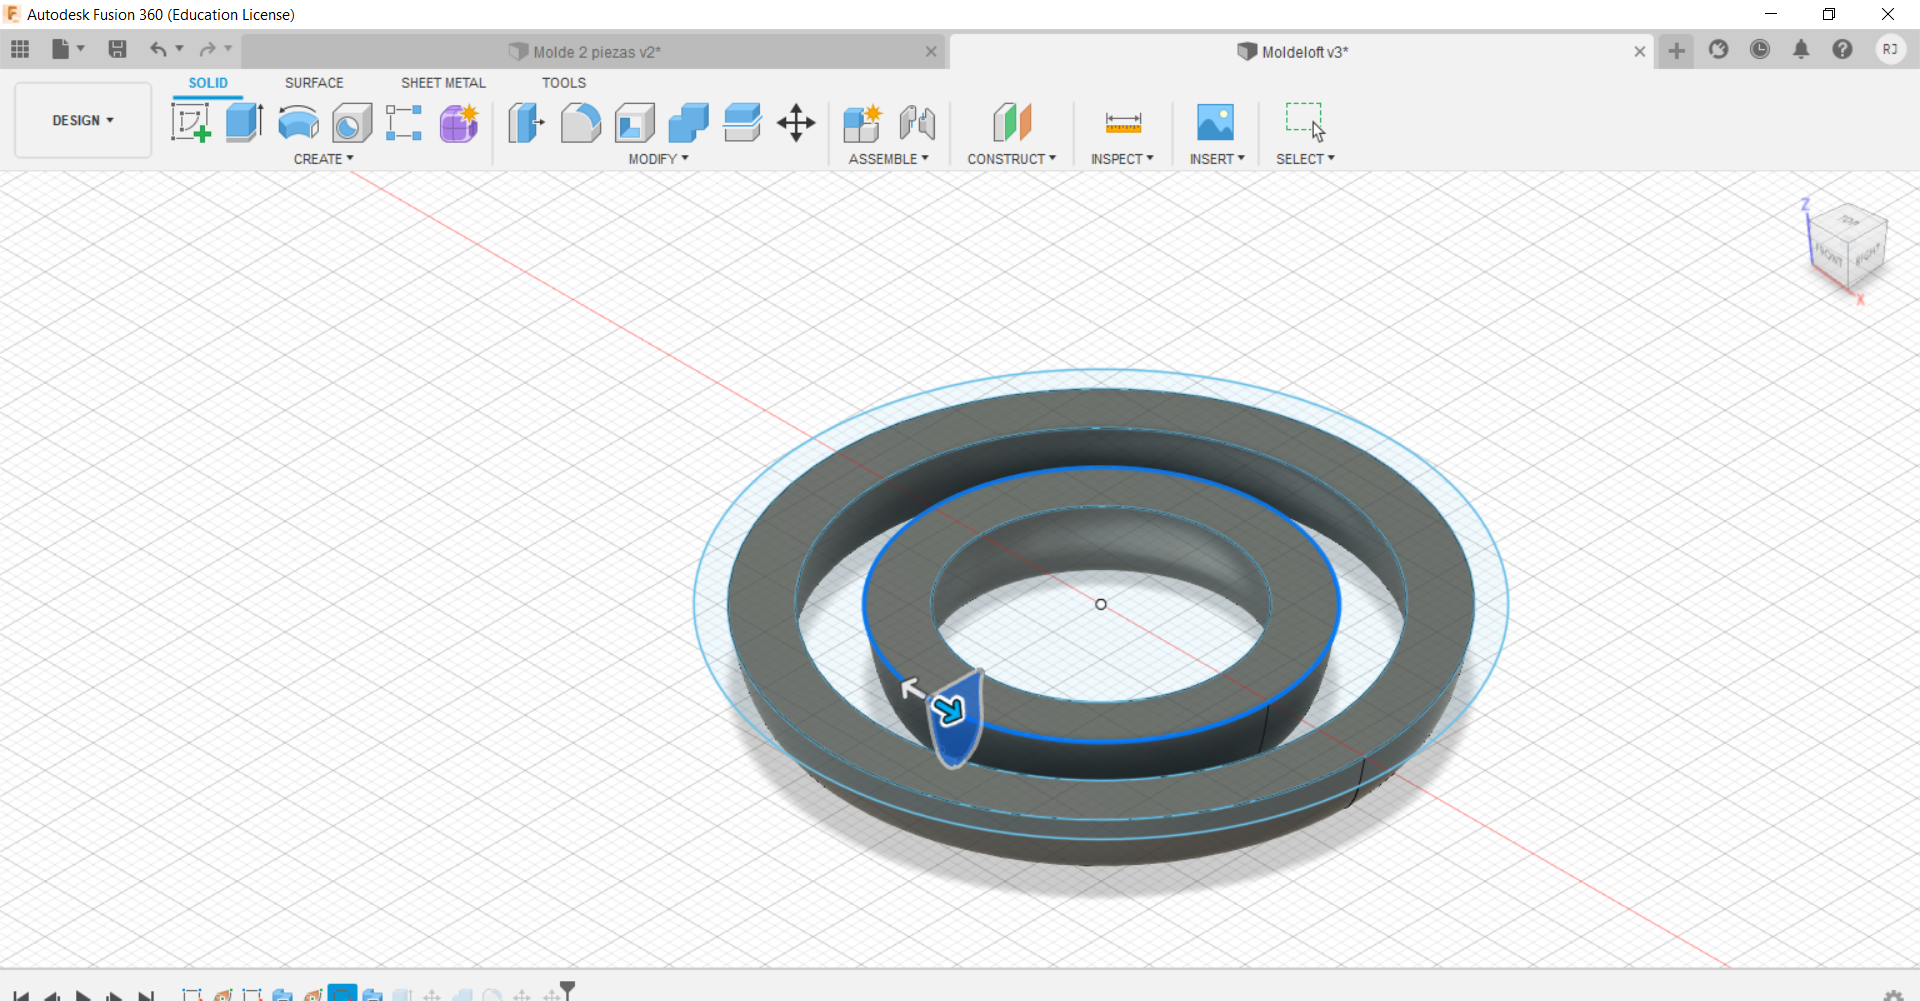 Autodesk Fusion 360 (Education License)
Molde 2 piezas v2*
Moldeloft v3*
RJ
SOLID
SURFACE
SHEET METAL
TOOLS
DESIGN
CREATE
MODIFY
ASSEMBLE
CONSTRUCT
INSPECT
INSERT
SELECT
Z
TOP
FRONT
RIGHT
X